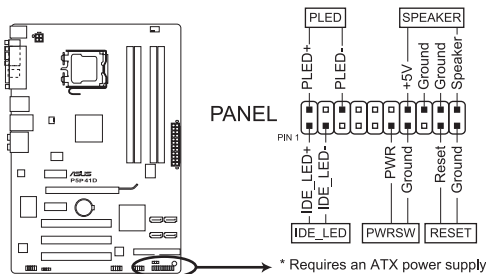 PLED
SPEAKER
PLED+
PLED-
+5V
Ground
Ground
Speaker
PANEL
PIN 1
IDE_LED+
IDE_LED-
PWR
Ground
Reset
Ground
IDE_LED
PWRSW
RESET
ASUS
P5P41D
* Requires an ATX power supply